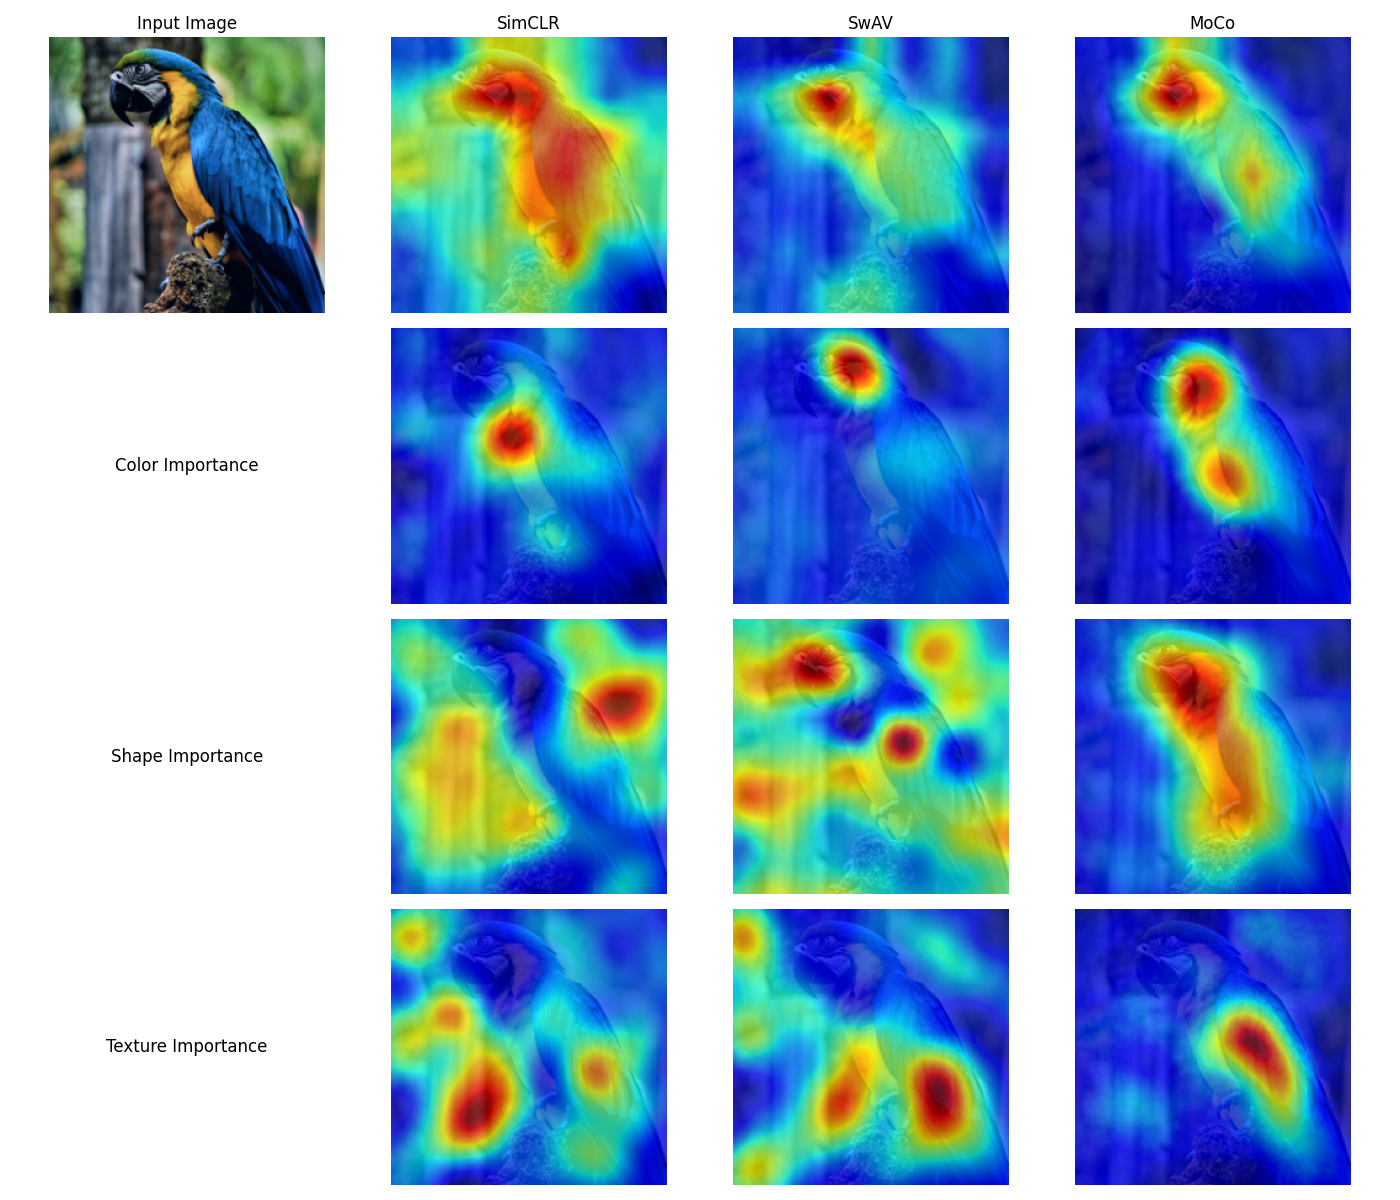 Input Image
SimCLR
SwAV
MoCo
Color Importance
Shape Importance
Texture Importance